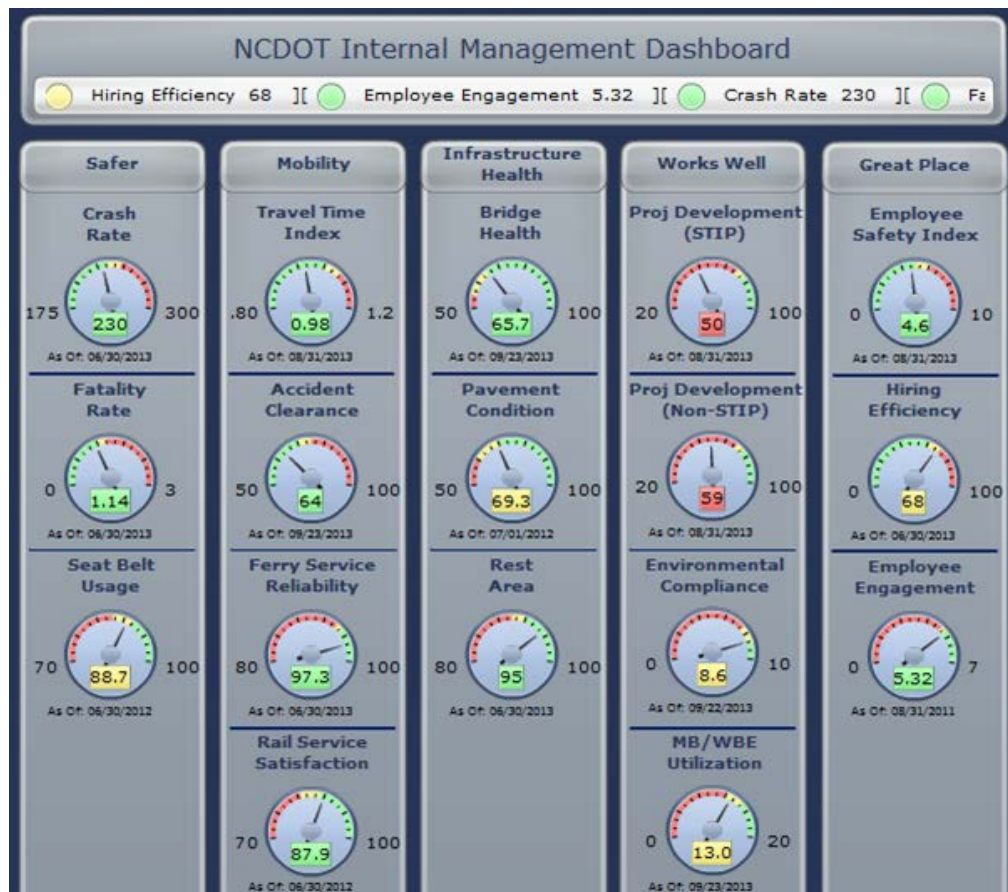 NCDOT Internal Management Dashboard
Hiring Efficiency 68 ][ Employee Engagement 5.32 ][ Crash Rate 230 ][ Fa
Safer
Crash
Rate
175 300
230
As Of: 06/30/2013
Fatality
Rate
0 3
1.14
As Of: 06/30/2013
Seat Belt
Usage
70 100
88.7
As Of: 06/30/2012
Mobility
Travel Time
Index
.80 1.2
0.98
As Of: 08/31/2013
Accident
Clearance
50 100
64
As Of: 09/23/2013
Ferry Service
Reliability
80 100
97.3
As Of: 06/30/2013
Rail Service
Satisfaction
70 100
87.9
As Of: 06/30/2012
Infrastructure
Health
Bridge
Health
50 100
65.7
As Of: 09/23/2013
Pavement
Condition
50 100
69.3
As Of: 07/01/2012
Rest
Area
80 100
95
As Of: 06/30/2013
Works Well
Proj Development
(STIP)
20 100
50
As Of: 08/31/2013
Proj Development
(Non-STIP)
20 100
59
As Of: 08/31/2013
Environmental
Compliance
0 10
8.6
As Of: 09/22/2013
MB/WBE
Utilization
0 20
13.0
As Of: 09/23/2013
Great Place
Employee
Safety Index
0 10
4.6
As Of: 08/31/2013
Hiring
Efficiency
0 100
68
As Of: 06/30/2013
Employee
Engagement
0 7
5.32
As Of: 08/31/2011